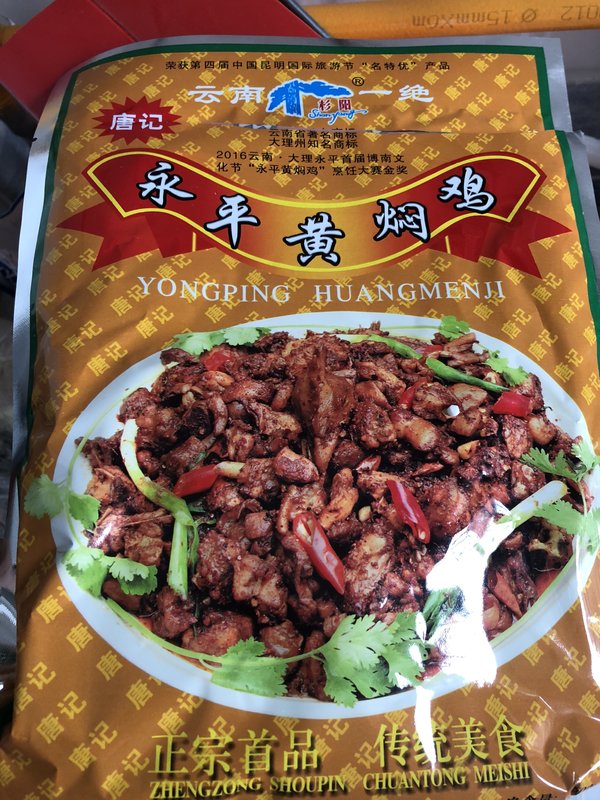 2012 Ø 15mm×6m
荣获第四届中国昆明国际旅游节“名特优”产品
云南 杉阳 ® 一绝
Shanyang
唐记
云南省著名商标
大理州知名商标
2016云南·大理永平首届博南文
化节“永平黄焖鸡”烹饪大赛金奖
永平黄焖鸡
YONGPING HUANGMENJI
正宗首品 传统美食
ZHENGZONG SHOUPIN CHUANTONG MEISHI